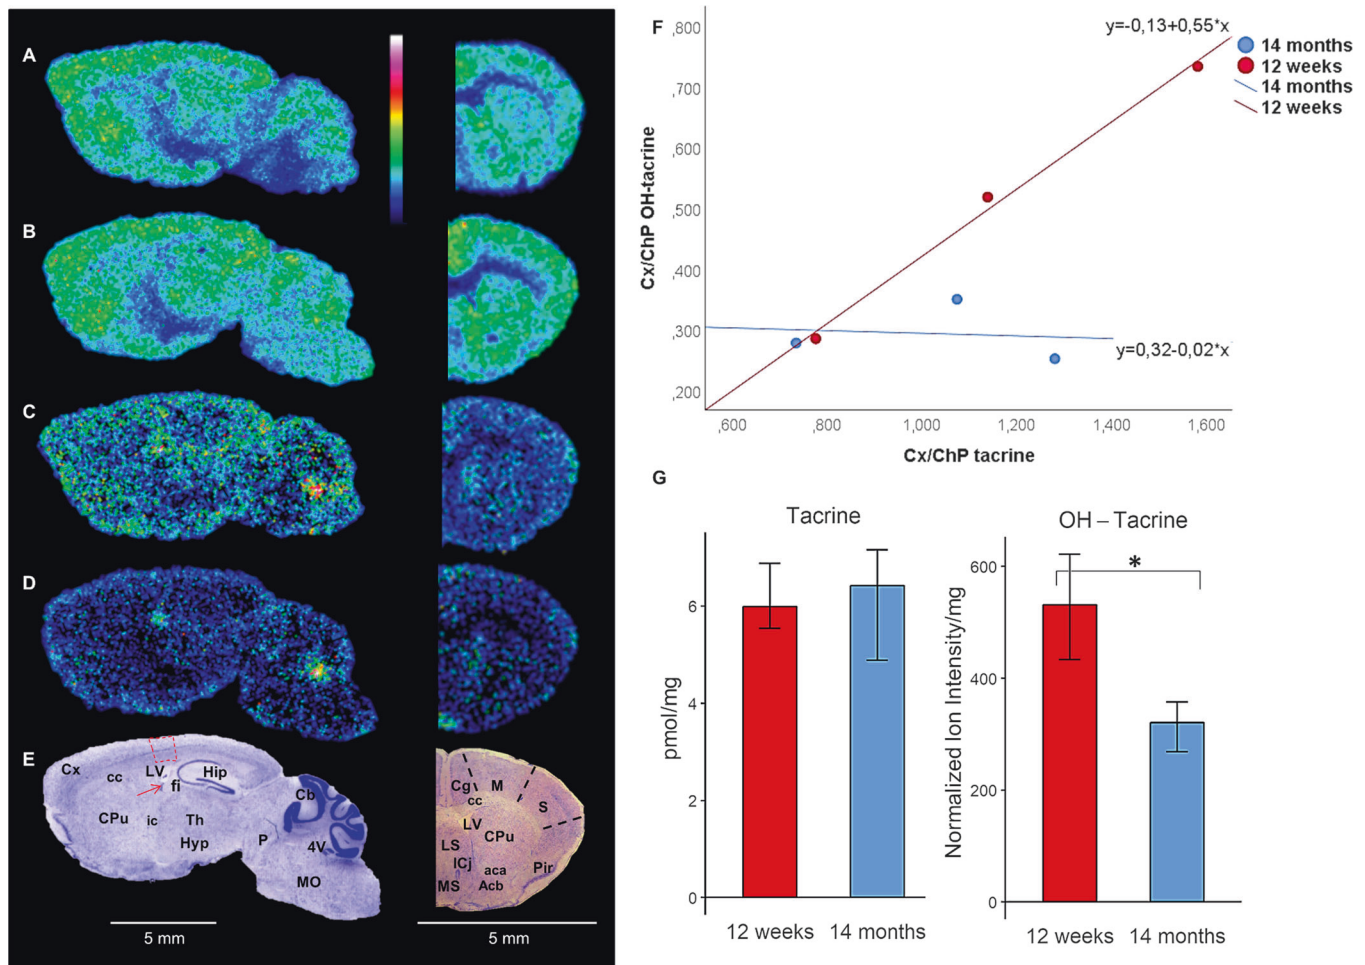 A
B
C
D
E
Cx
cc
LV
fi
Hip
CPu
ic
Th
Hyp
P
Cb
4V
MO
5 mm
Cg
M
cc
S
LV
CPu
LS
ICj
aca
Pir
MS
Acb
5 mm
F
y=-0,13+0,55*x
14 months
12 weeks
14 months
12 weeks
Cx/ChP OH-tacrine
,800
,700
,600
,500
,400
,300
,200
y=0,32-0,02*x
,600 ,800 1,000 1,200 1,400 1,600
Cx/ChP tacrine
G
Tacrine
pmol/mg
6
4
2
0
12 weeks 14 months
OH – Tacrine
Normalized Ion Intensity/mg
600
400
200
0
*
12 weeks 14 months